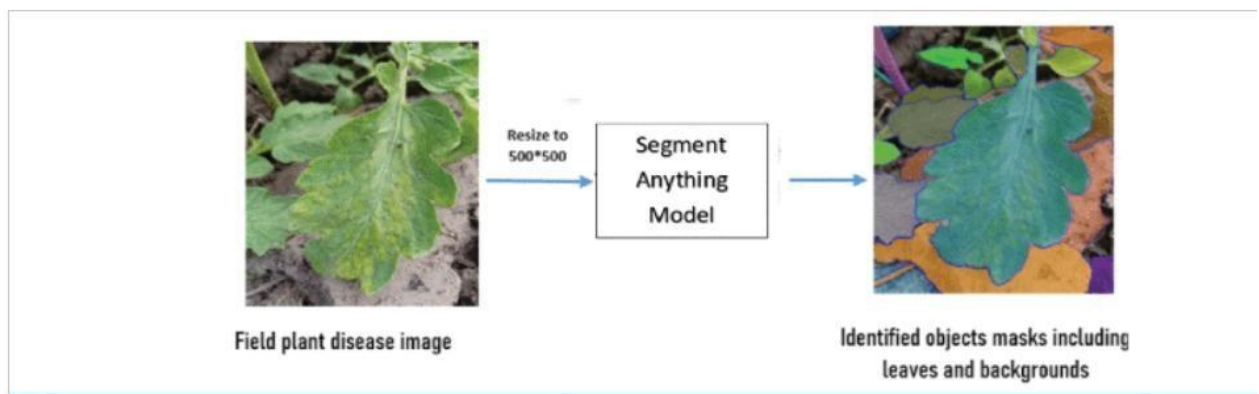 Resize to
500*500
Segment
Anything
Model
Field plant disease image
Identified objects masks including
leaves and backgrounds